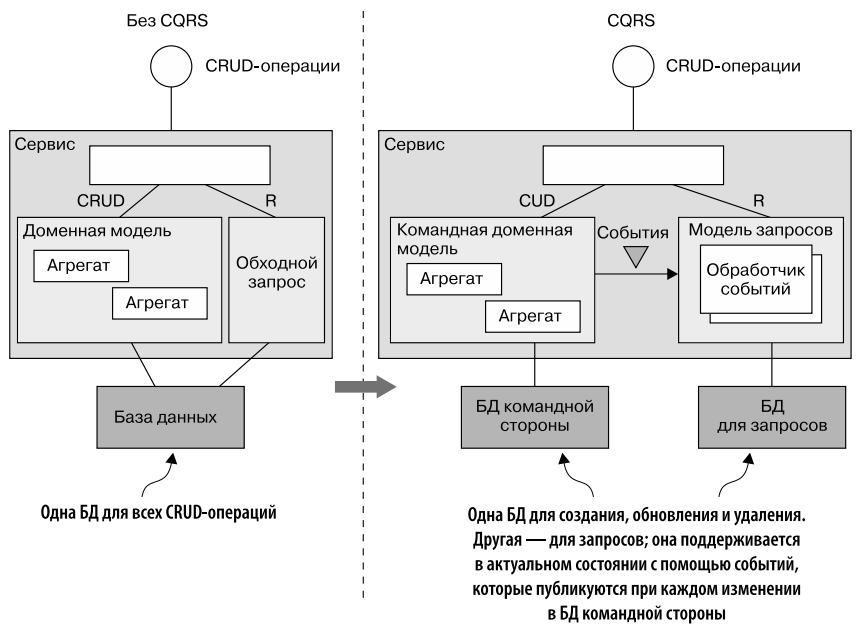 Без CQRS
CRUD-операции
Сервис
CRUD
R
Доменная модель
Агрегат
Агрегат
Обходной
запрос
База данных
Одна БД для всех CRUD-операций
CQRS
CRUD-операции
Сервис
CUD
R
Командная доменная
модель
Агрегат
Агрегат
События
Модель запросов
Обработчик
событий
БД командной
стороны
БД
для запросов
Одна БД для создания, обновления и удаления.
Другая — для запросов; она поддерживается
в актуальном состоянии с помощью событий,
которые публикуются при каждом изменении
в БД командной стороны